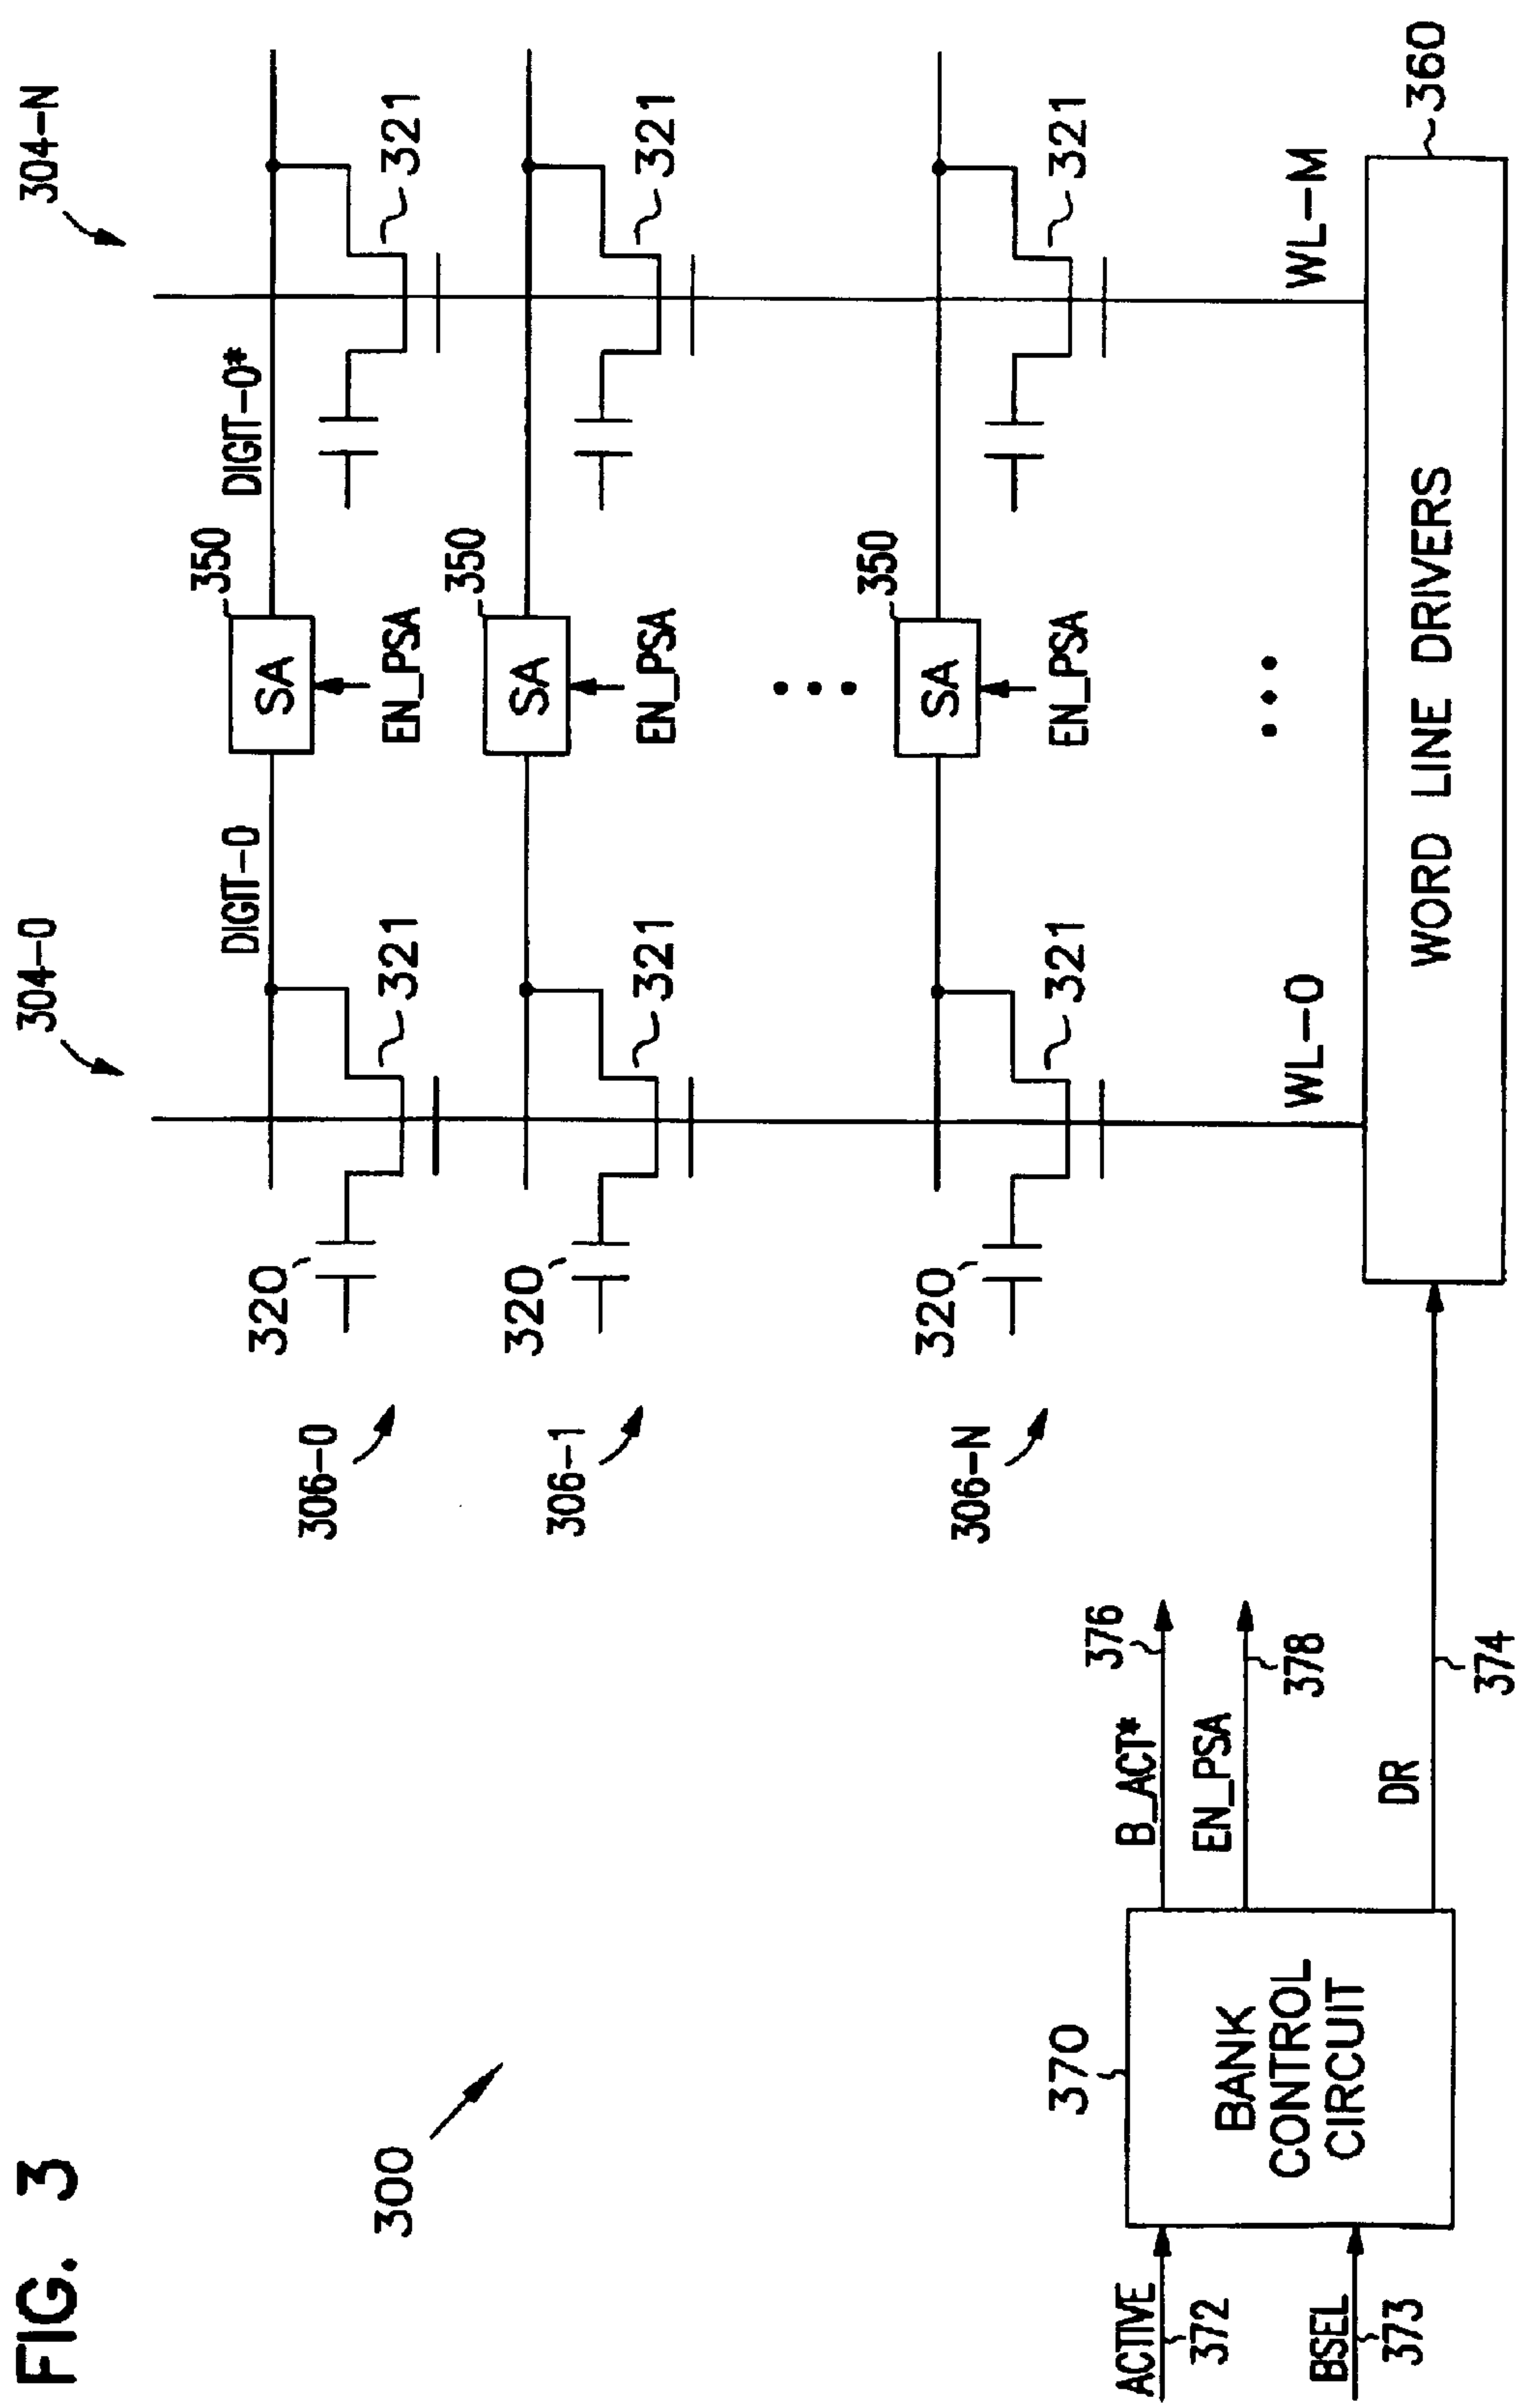 FIG. 3
300
304-0
304-N
DIGIT-0
DIGIT-0*
350
SA
EN_PSA
320
321
321
306-0
350
SA
EN_PSA
320
321
321
306-1
350
SA
EN_PSA
320
321
321
306-N
WL-0
WL-M
ACTIVE
372
BSEL
373
370
BANK
CONTROL
CIRCUIT
B_ACT*
376
EN_PSA
378
DR
374
WORD LINE DRIVERS
360